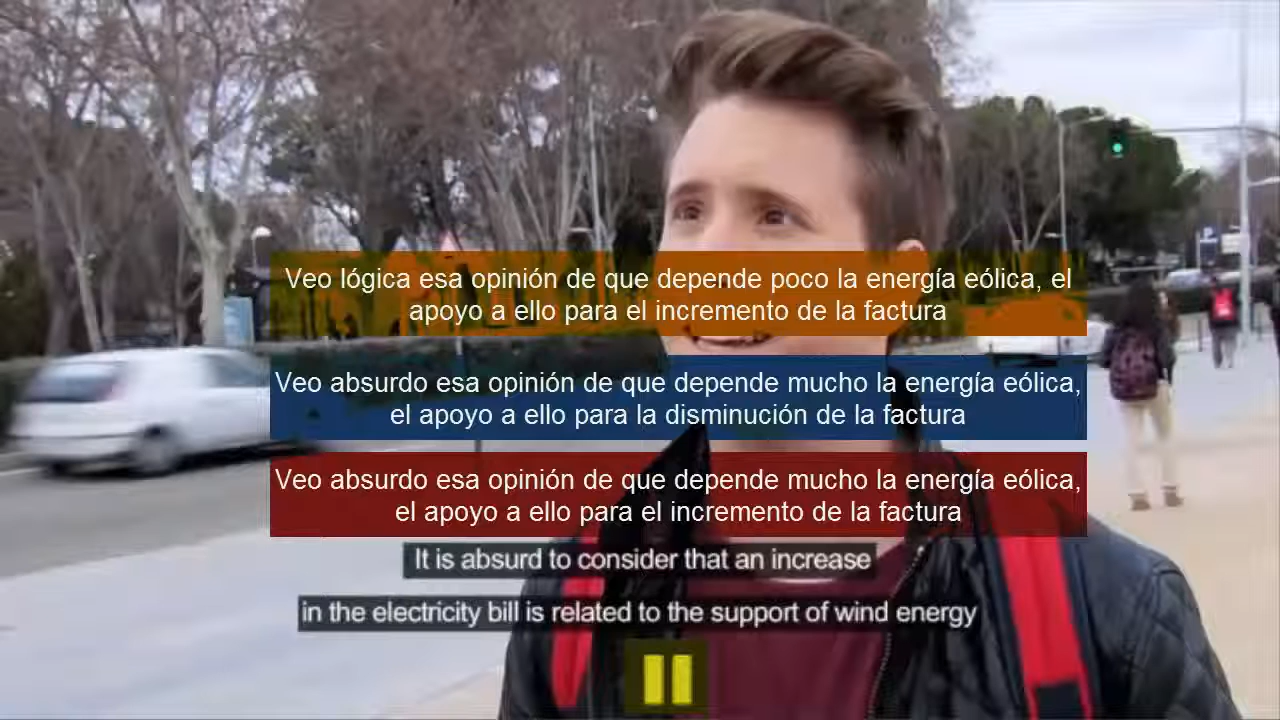 Veo lógica esa opinión de que depende poco la energía eólica, el
apoyo a ello para el incremento de la factura
Veo absurdo esa opinión de que depende mucho la energía eólica,
el apoyo a ello para la disminución de la factura
Veo absurdo esa opinión de que depende mucho la energía eólica,
el apoyo a ello para el incremento de la factura
It is absurd to consider that an increase
in the electricity bill is related to the support of wind energy